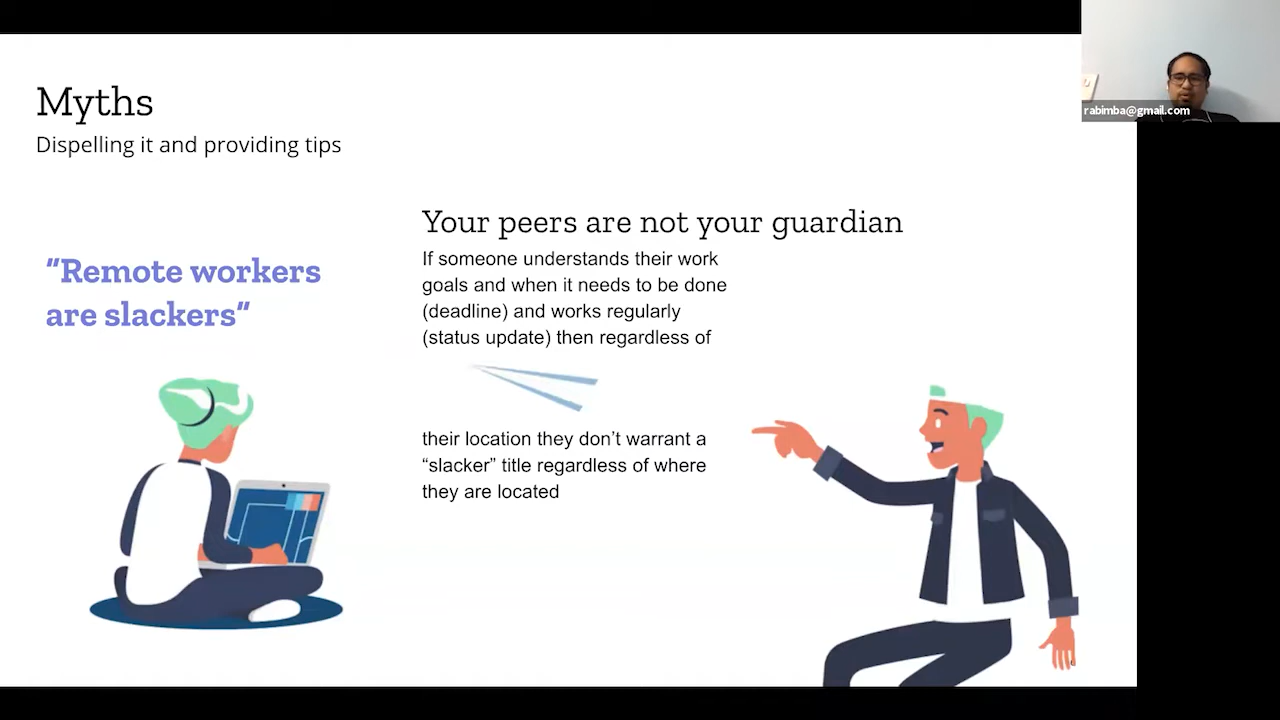 Myths
Dispelling it and providing tips
“Remote workers
are slackers”
Your peers are not your guardian
If someone understands their work
goals and when it needs to be done
(deadline) and works regularly
(status update) then regardless of
their location they don’t warrant a
“slacker” title regardless of where
they are located
rabimba@gmail.com